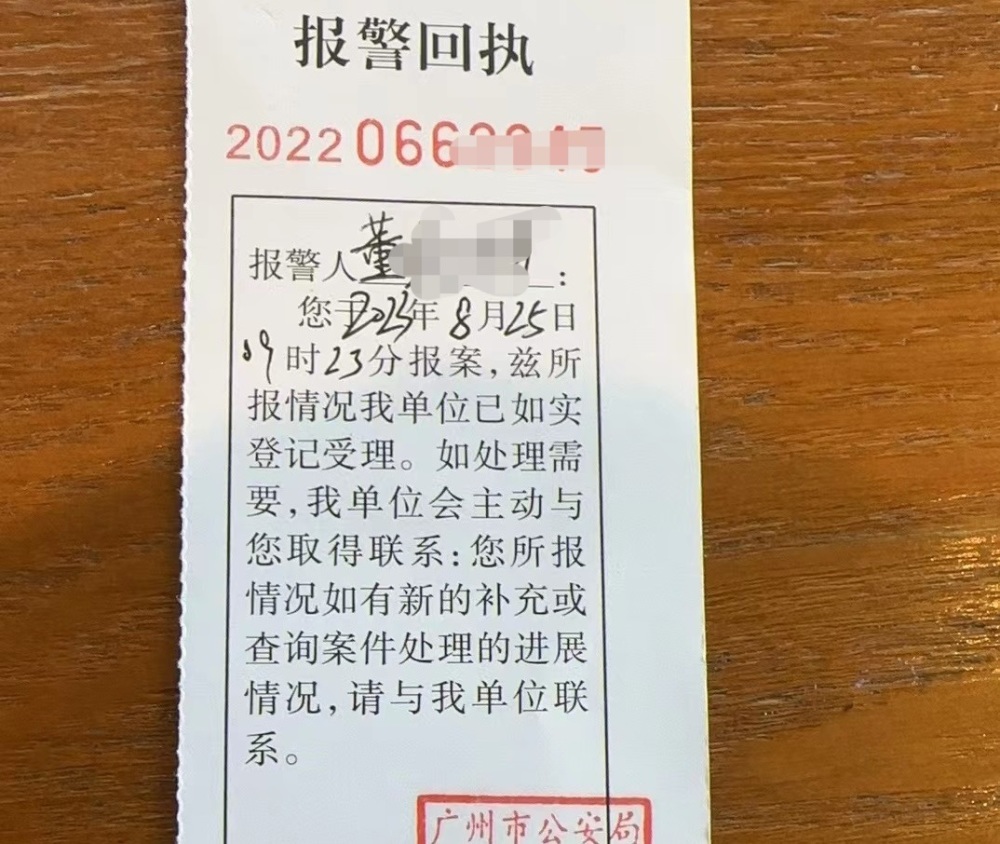 报警回执
2022 066
报警人董 :
您于2023年8月25日
09时23分报案,兹所
报情况我单位已如实
登记受理。如处理需
要,我单位会主动与
您取得联系:您所报
情况如有新的补充或
查询案件处理的进展
情况,请与我单位联
系。
广州市公安局